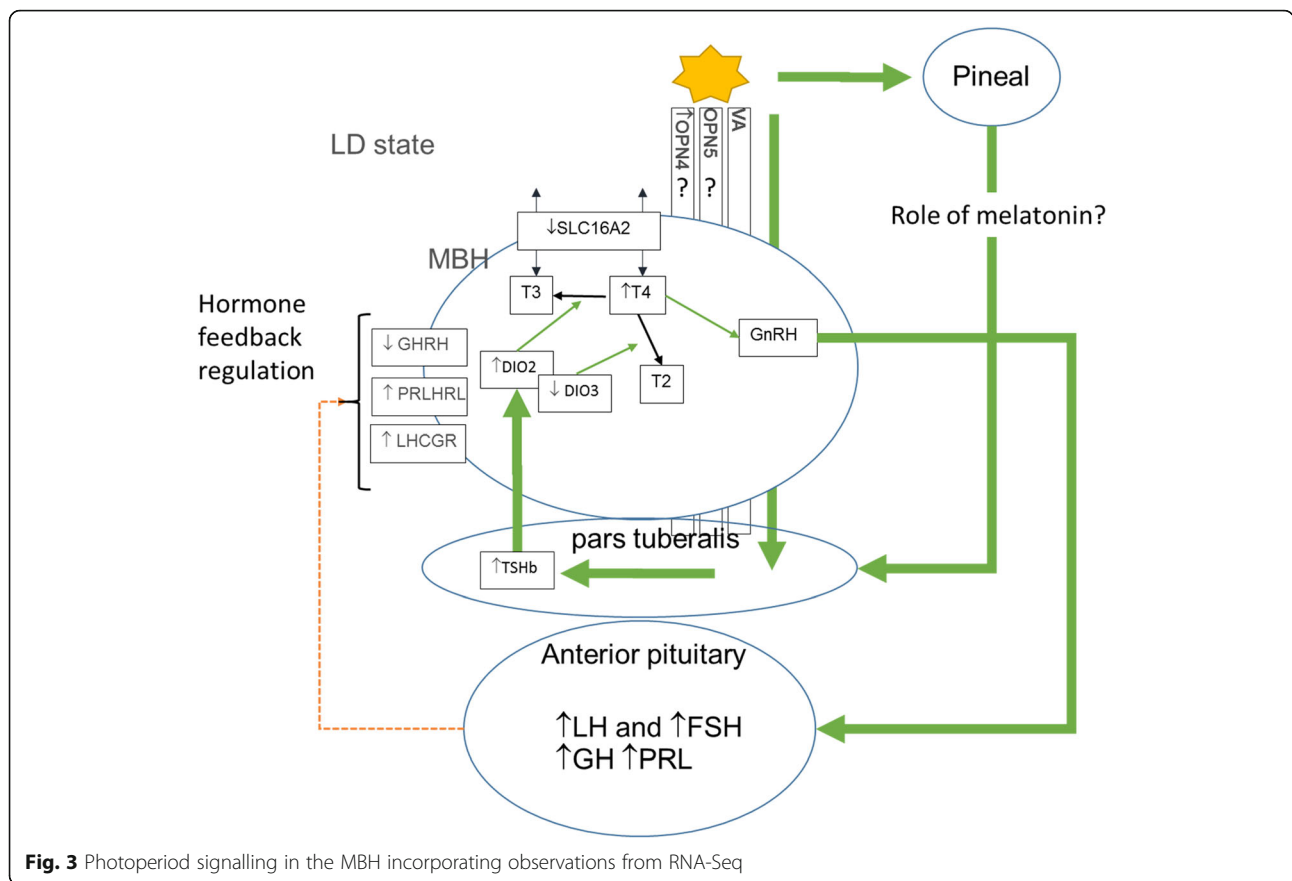 Pineal
LD state
↑OPN4 ?
OPN5 ?
VA
Role of melatonin?
↓SLC16A2
MBH
T3
↑T4
Hormone
feedback
regulation
GnRH
↓ GHRH
↑DIO2
↓ DIO3
T2
↑ PRLHRL
↑ LHCGR
pars tuberalis
↑TSHb
Anterior pituitary
↑LH and ↑FSH
↑GH ↑PRL
Fig. 3 Photoperiod signalling in the MBH incorporating observations from RNA-Seq